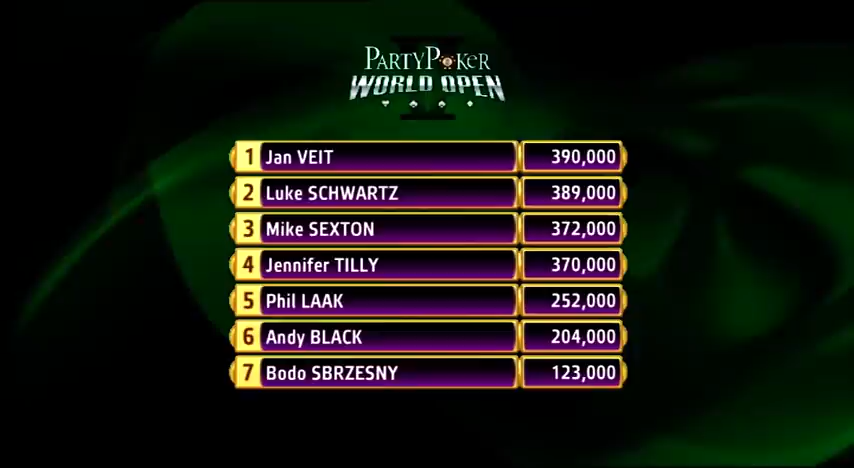 PARTYPOKER
WORLD OPEN
II
1 Jan VEIT 390,000
2 Luke SCHWARTZ 389,000
3 Mike SEXTON 372,000
4 Jennifer TILLY 370,000
5 Phil LAAK 252,000
6 Andy BLACK 204,000
7 Bodo SBRZESNY 123,000